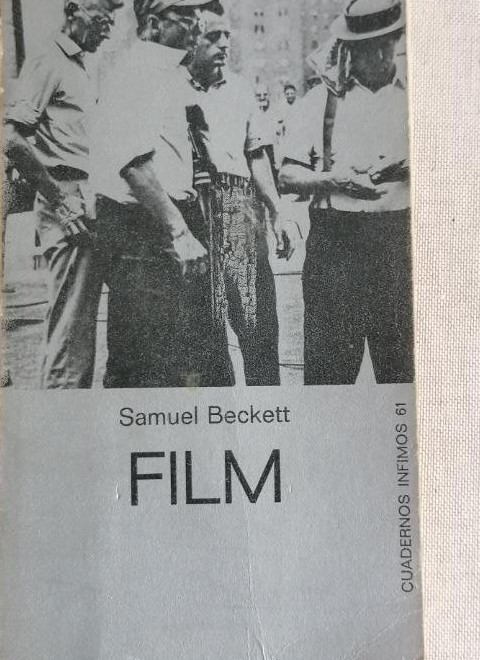 Samuel Beckett
FILM
CUADERNOS INFIMOS 61